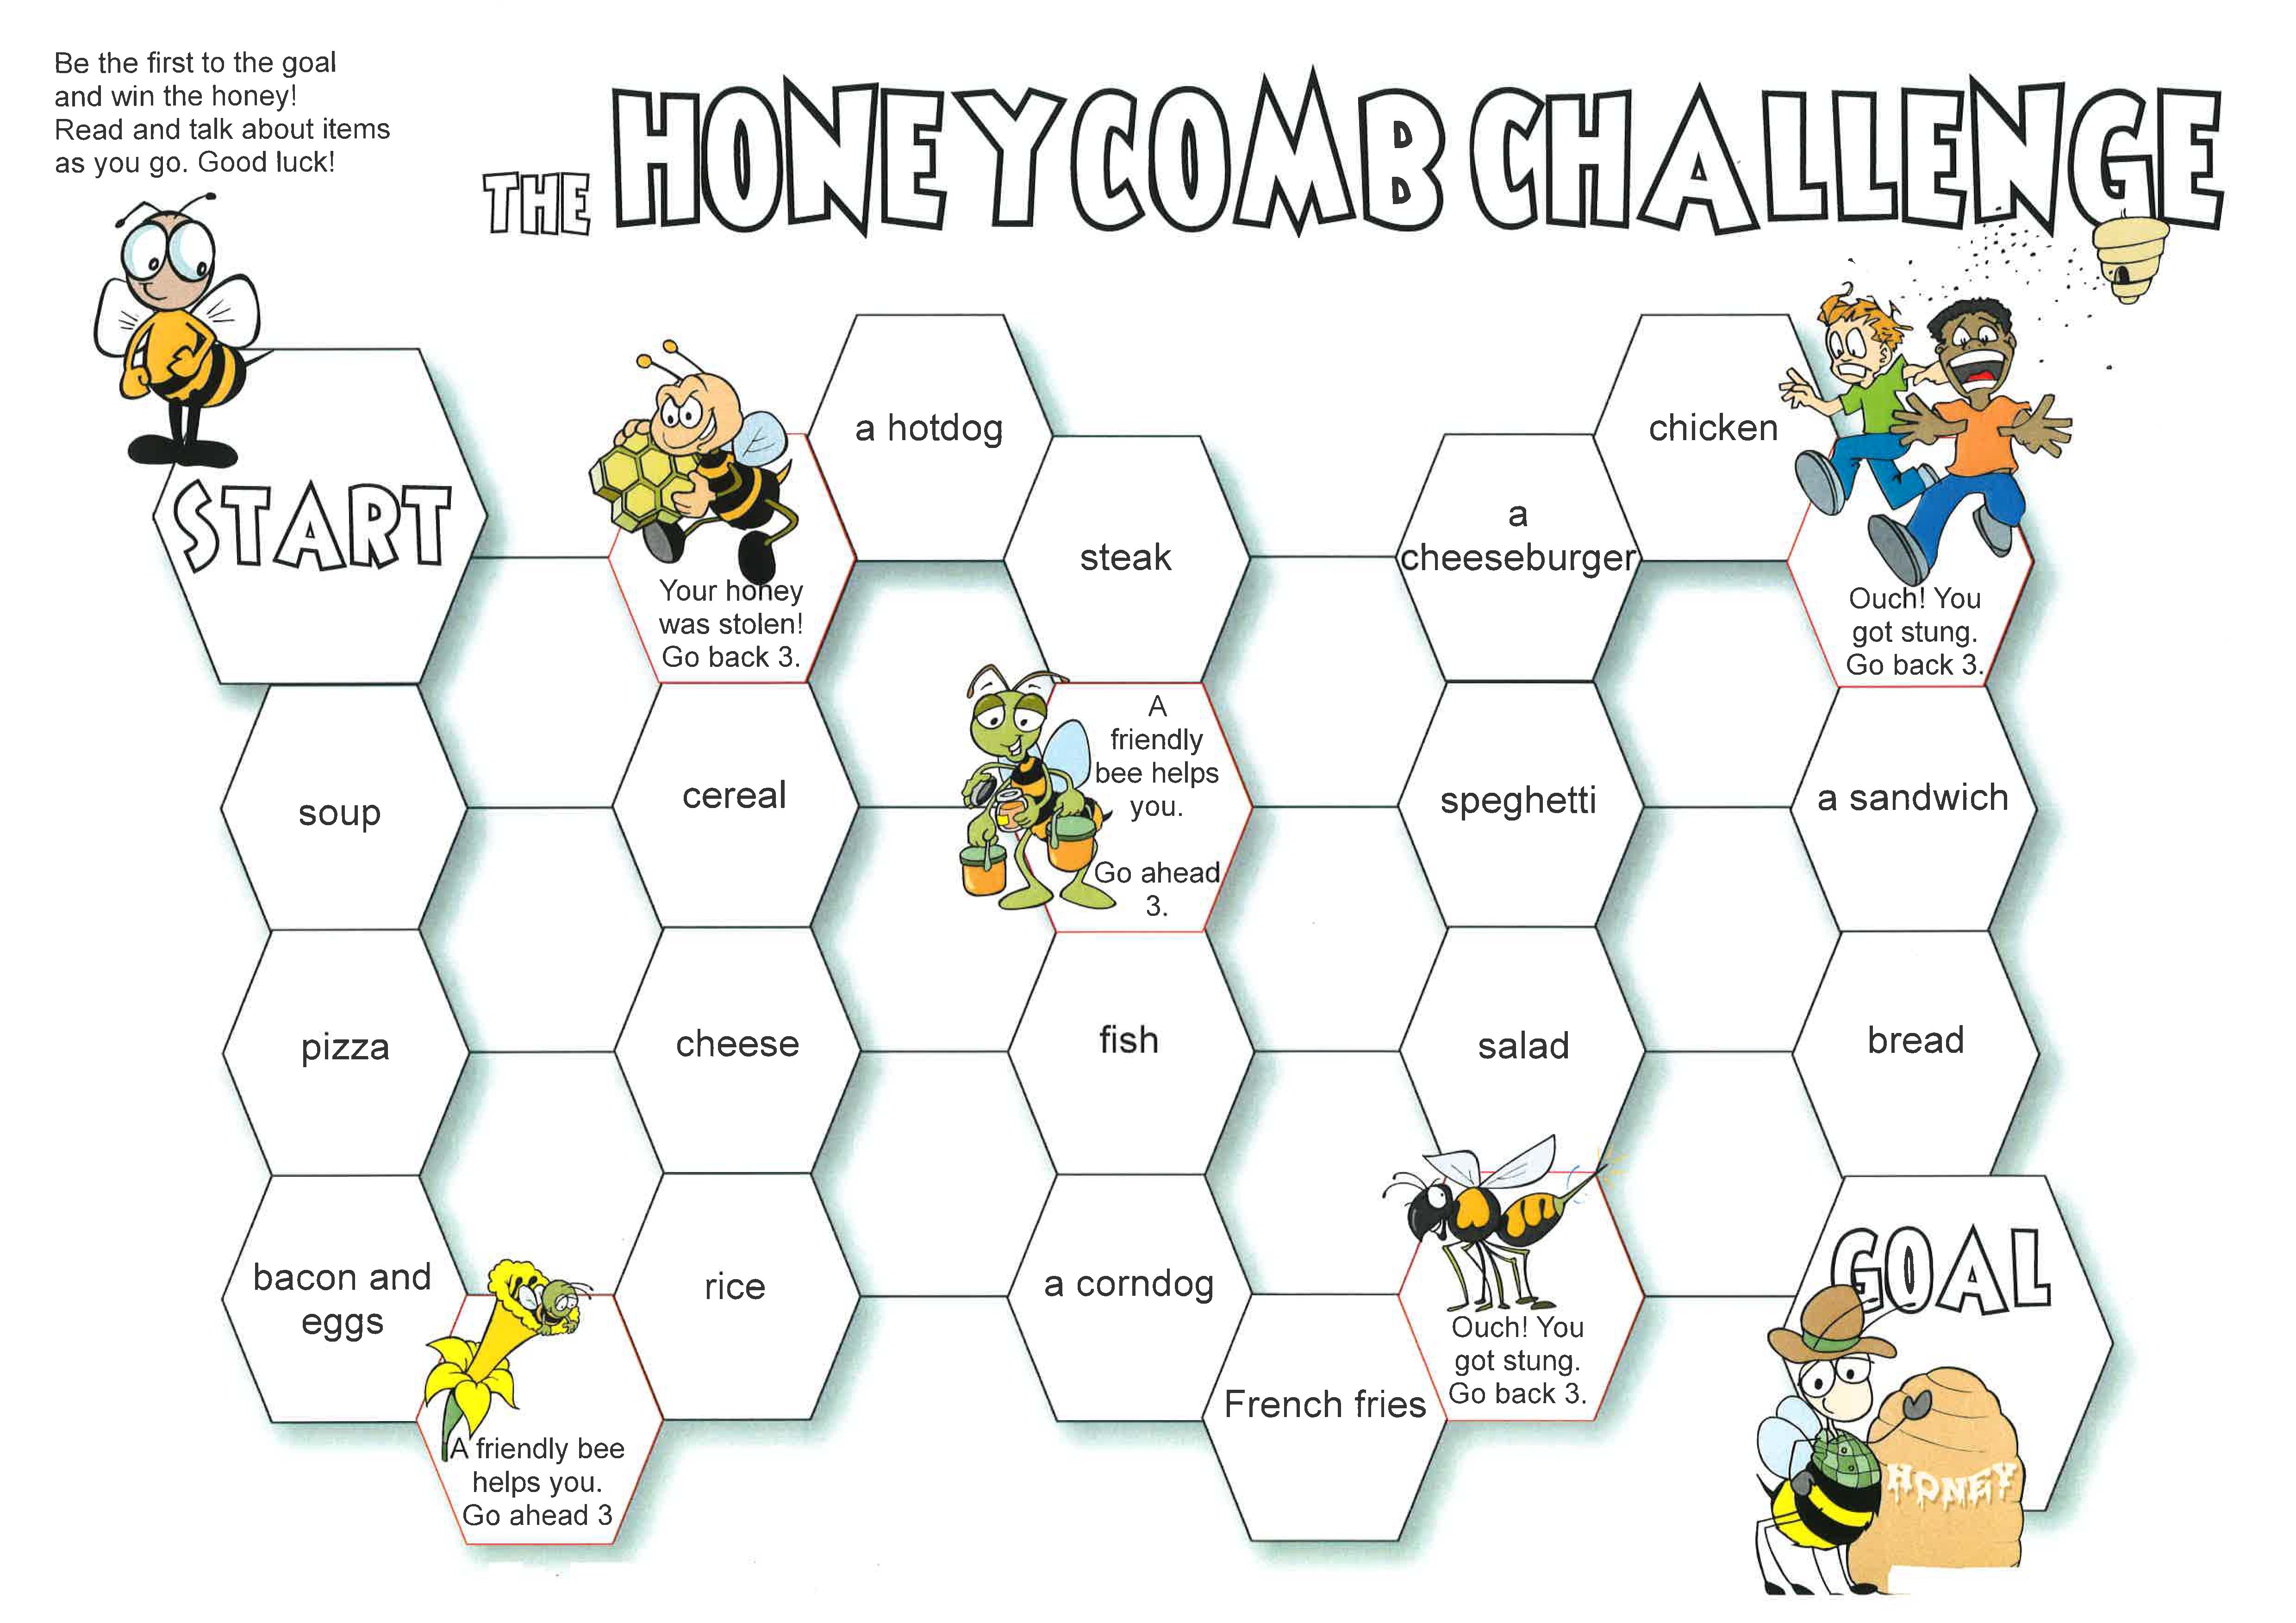 Be the first to the goal
and win the honey!
Read and talk about items
as you go. Good luck!
THE HONEYCOMB CHALLENGE
START
soup
pizza
bacon and
eggs
A friendly bee
helps you.
Go ahead 3
rice
cheese
cereal
Your honey
was stolen!
Go back 3.
a hotdog
steak
A
friendly
bee helps
you.
Go ahead
3.
fish
a corndog
French fries
Ouch! You
got stung.
Go back 3.
salad
speghetti
a
cheeseburger
chicken
Ouch! You
got stung.
Go back 3.
a sandwich
bread
GOAL
HONEY